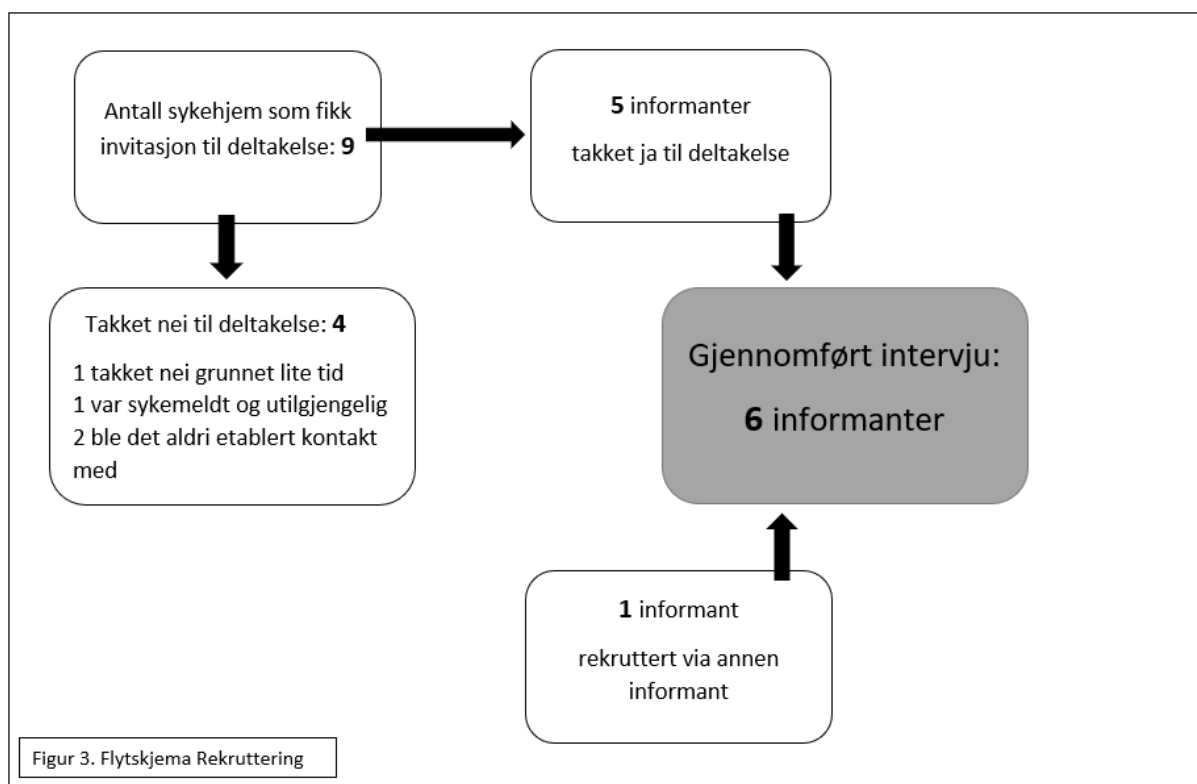 Antall sykehjem som fikk
invitasjon til deltakelse: 9
5 informanter
takket ja til deltakelse
Takket nei til deltakelse: 4
1 takket nei grunnet lite tid
1 var sykemeldt og utilgjengelig
2 ble det aldri etablert kontakt
med
Gjennomført intervju:
6 informanter
1 informant
rekruttert via annen
informant
Figur 3. Flytskjema Rekruttering